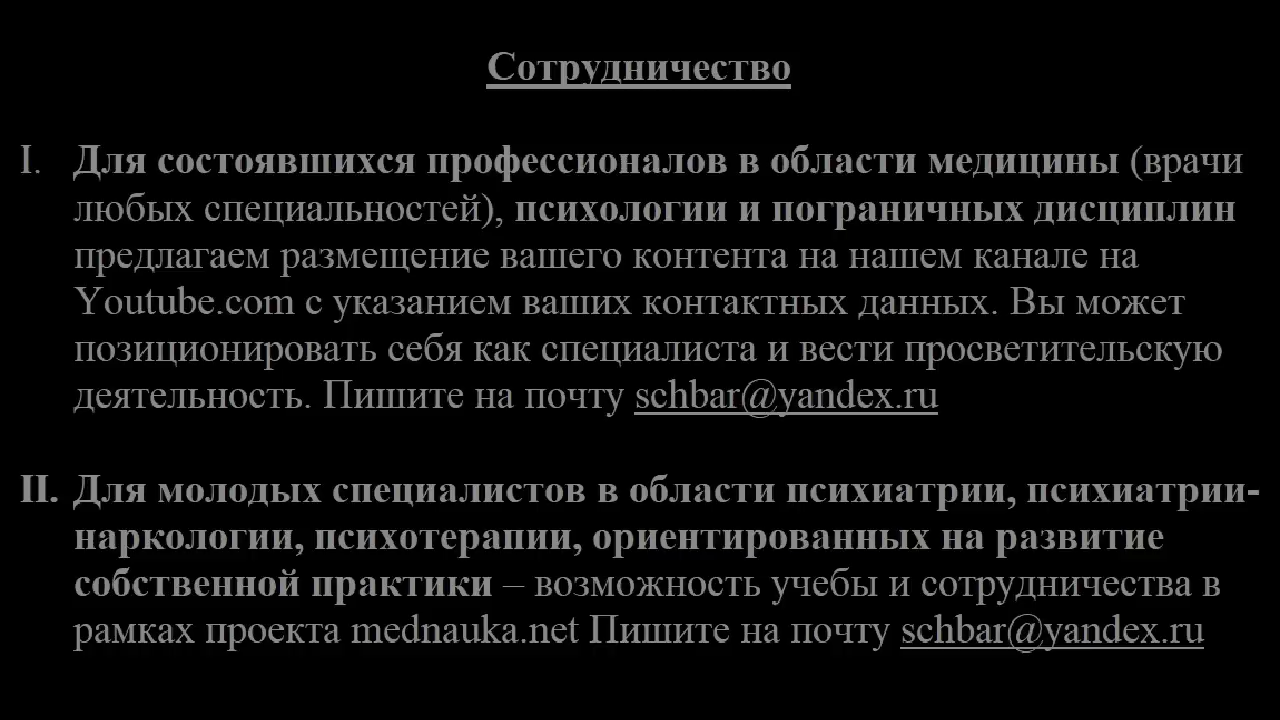 Сотрудничество
I. Для состоявшихся профессионалов в области медицины (врачи
любых специальностей), психологии и пограничных дисциплин
предлагаем размещение вашего контента на нашем канале на
Youtube.com с указанием ваших контактных данных. Вы может
позиционировать себя как специалиста и вести просветительскую
деятельность. Пишите на почту schbar@yandex.ru
II. Для молодых специалистов в области психиатрии, психиатрии-
наркологии, психотерапии, ориентированных на развитие
собственной практики – возможность учебы и сотрудничества в
рамках проекта mednauka.net Пишите на почту schbar@yandex.ru